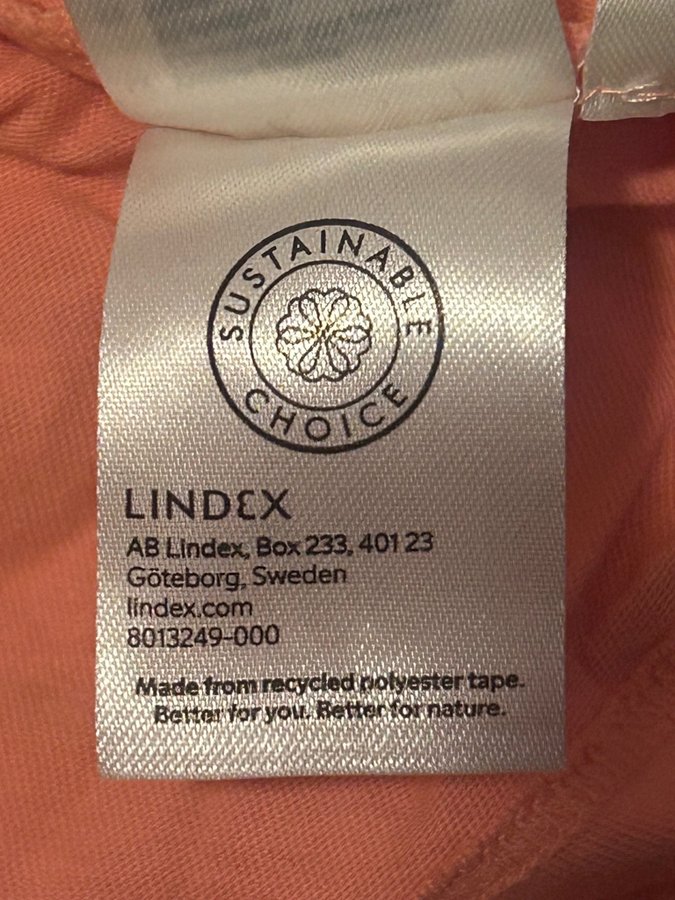 SUSTAINABLE
CHOICE
LINDEX
AB Lindex, Box 233, 401 23
Göteborg, Sweden
lindex.com
8013249-000
Made from recycled polyester tape.
Better for you. Better for nature.